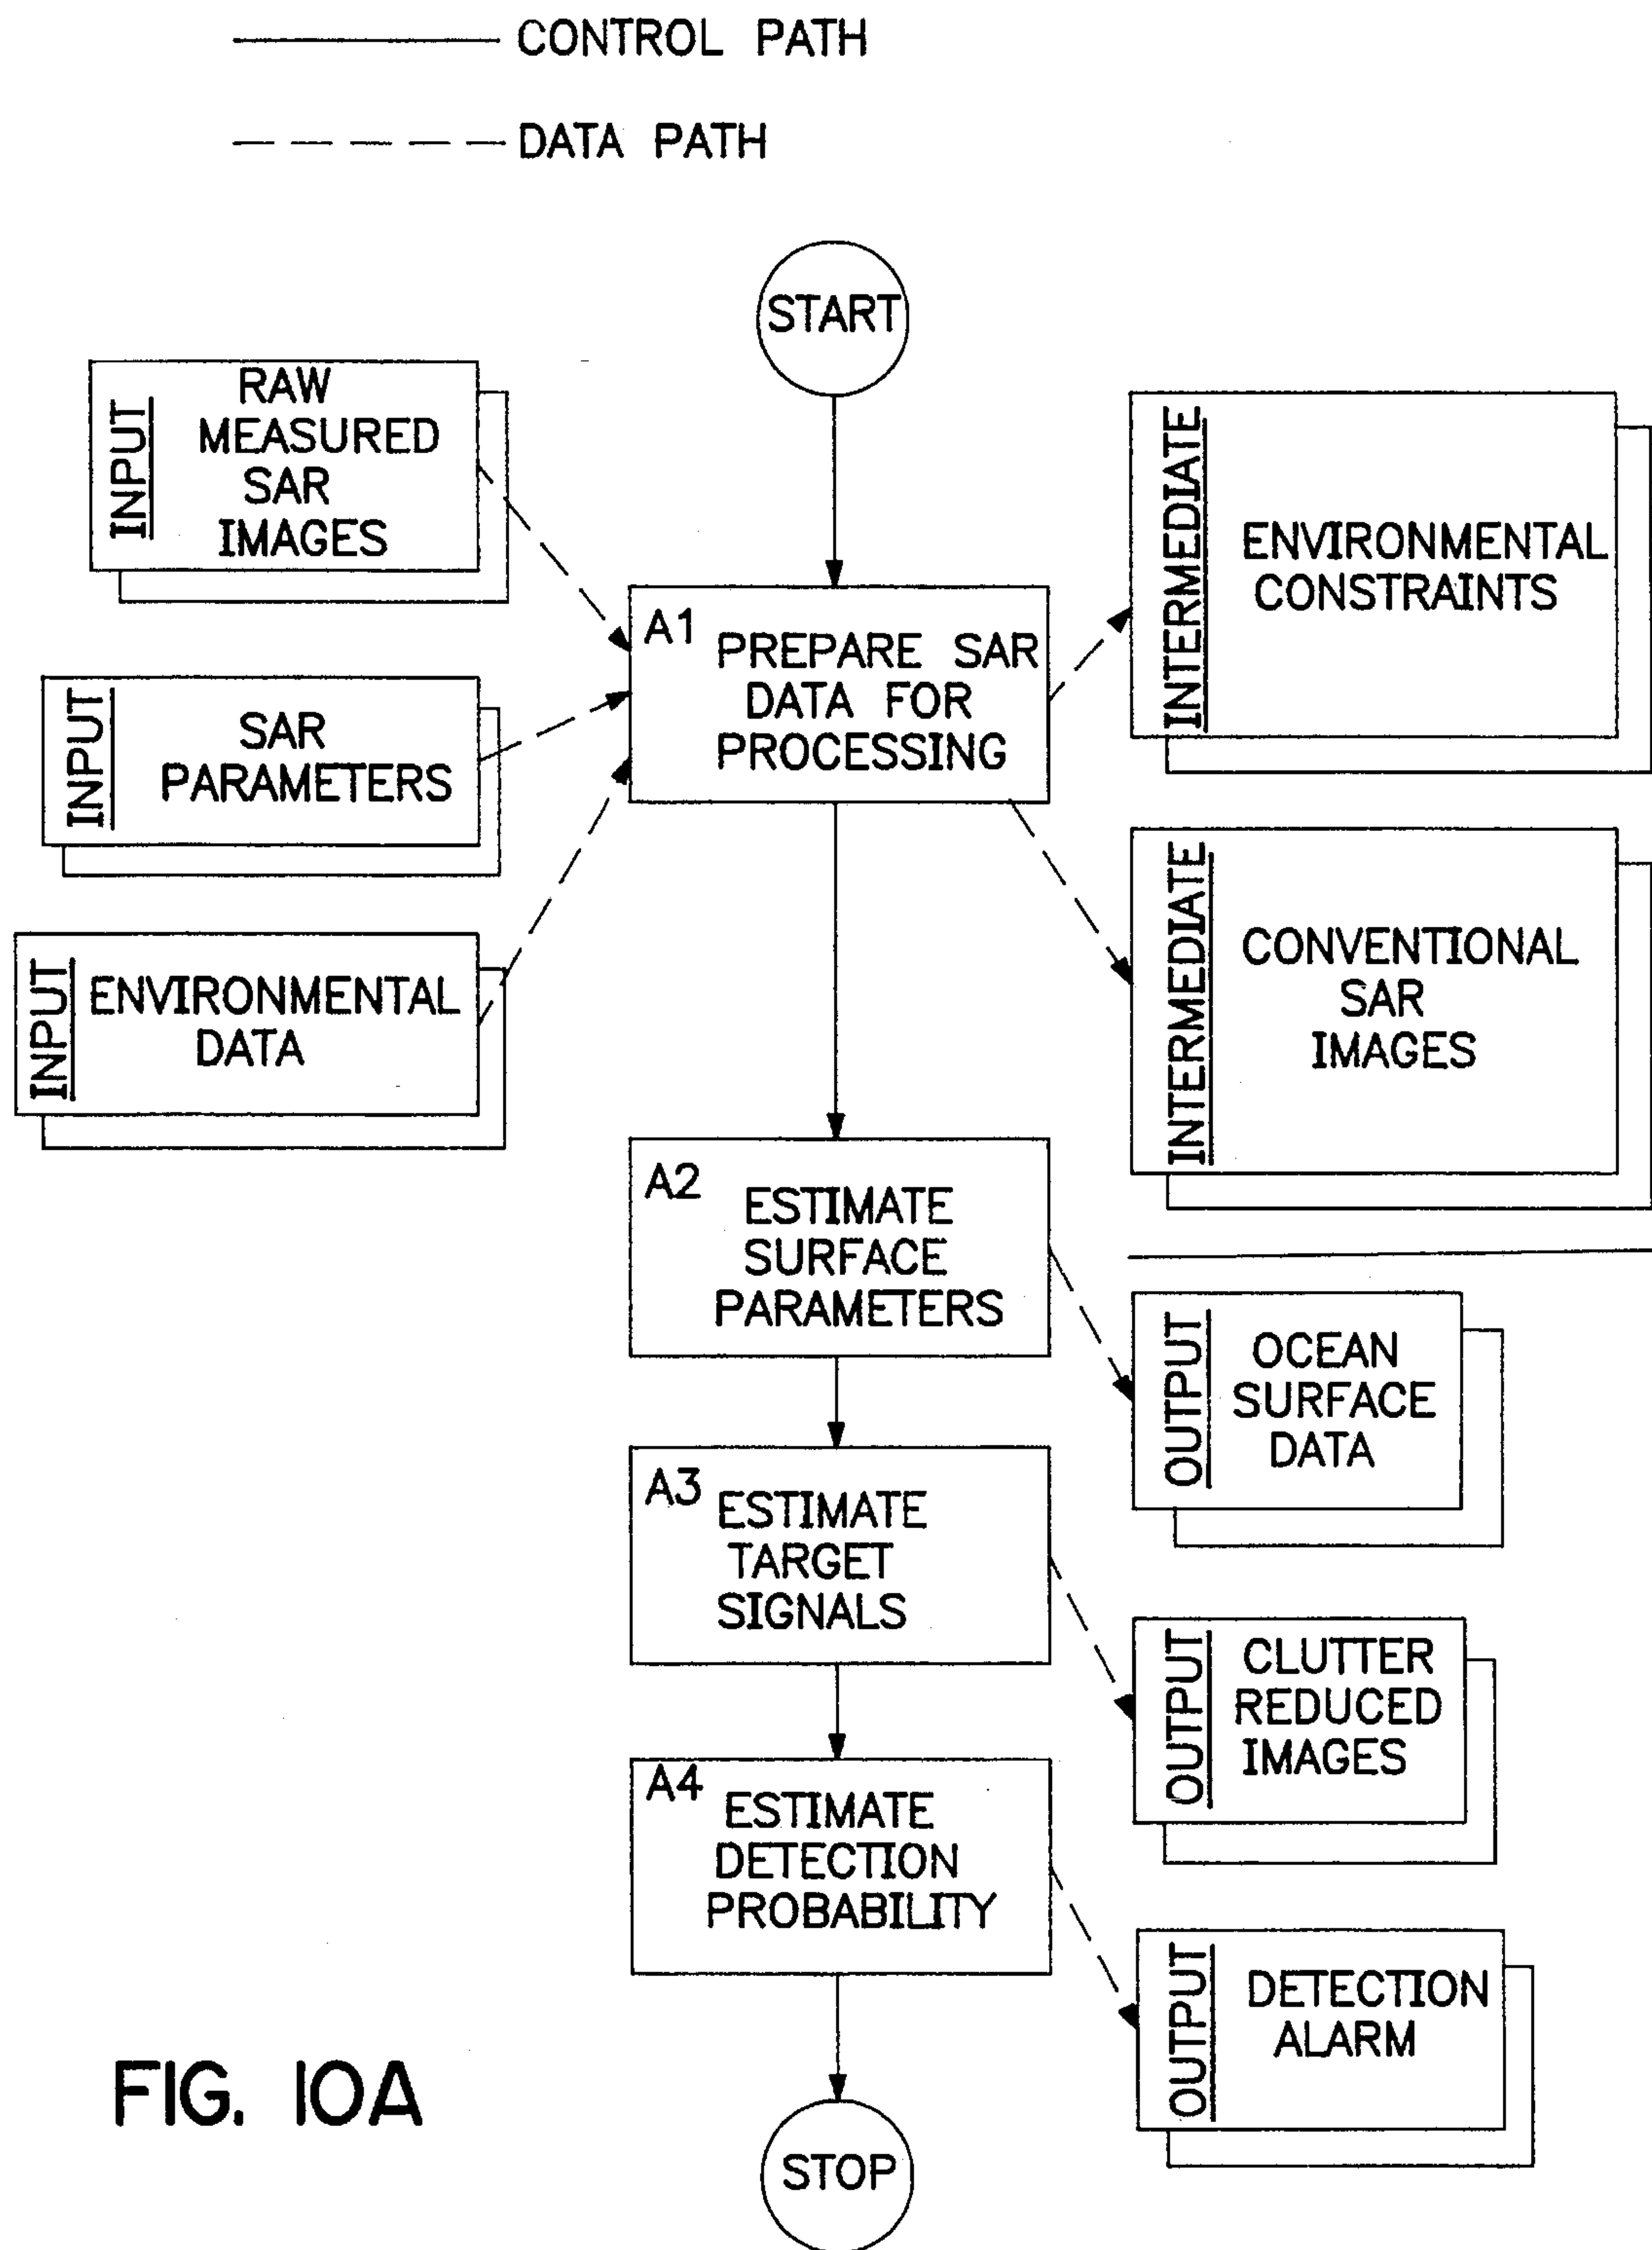 CONTROL PATH
DATA PATH
START
INPUT
RAW
MEASURED
SAR
IMAGES
INPUT
SAR
PARAMETERS
INPUT
ENVIRONMENTAL
DATA
A1
PREPARE SAR
DATA FOR
PROCESSING
INTERMEDIATE
ENVIRONMENTAL
CONSTRAINTS
INTERMEDIATE
CONVENTIONAL
SAR
IMAGES
A2
ESTIMATE
SURFACE
PARAMETERS
OUTPUT
OCEAN
SURFACE
DATA
A3
ESTIMATE
TARGET
SIGNALS
OUTPUT
CLUTTER
REDUCED
IMAGES
A4
ESTIMATE
DETECTION
PROBABILITY
OUTPUT
DETECTION
ALARM
STOP
FIG. 10A